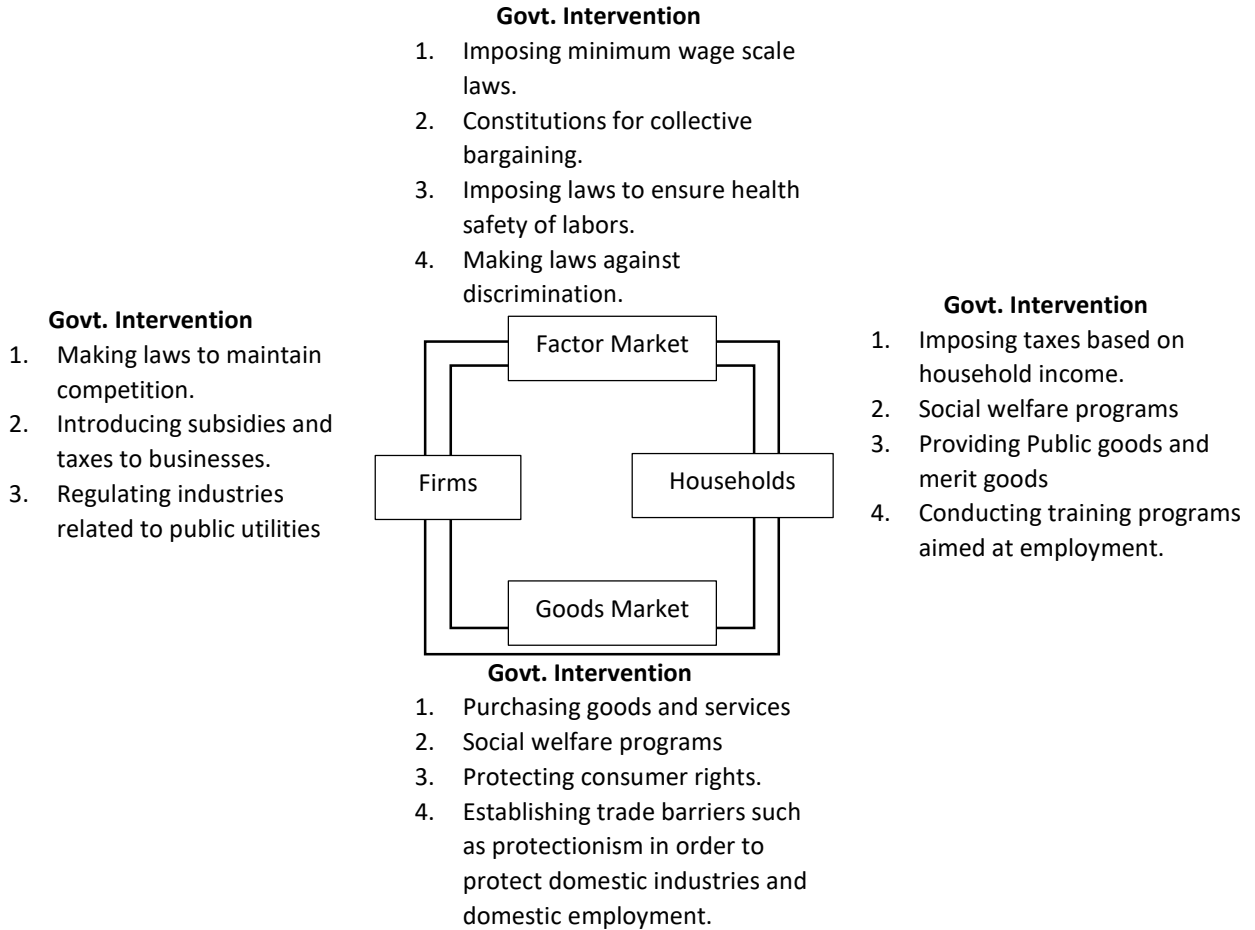 Govt. Intervention
1. Imposing minimum wage scale
laws.
2. Constitutions for collective
bargaining.
3. Imposing laws to ensure health
safety of labors.
4. Making laws against
discrimination.
Govt. Intervention
1. Making laws to maintain
competition.
2. Introducing subsidies and
taxes to businesses.
3. Regulating industries
related to public utilities
Factor Market
Firms
Households
Goods Market
Govt. Intervention
1. Imposing taxes based on
household income.
2. Social welfare programs
3. Providing Public goods and
merit goods
4. Conducting training programs
aimed at employment.
Govt. Intervention
1. Purchasing goods and services
2. Social welfare programs
3. Protecting consumer rights.
4. Establishing trade barriers such
as protectionism in order to
protect domestic industries and
domestic employment.